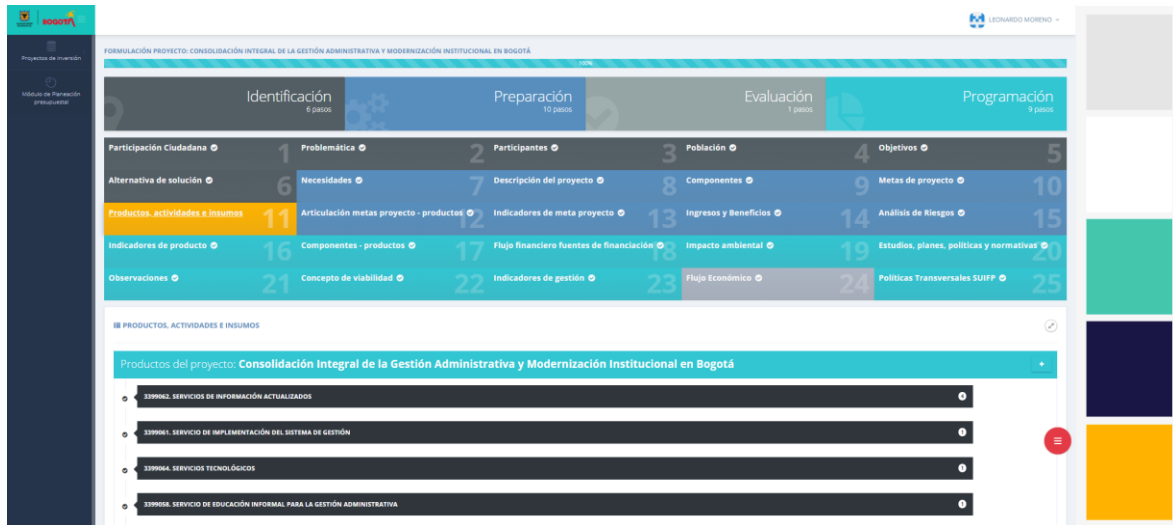 BOGOTÁ
LEONARDO MORENO
Proyectos de Inversión
Módulo de Planeación
presupuestal
FORMULACIÓN PROYECTO: CONSOLIDACIÓN INTEGRAL DE LA GESTIÓN ADMINISTRATIVA Y MODERNIZACIÓN INSTITUCIONAL EN BOGOTÁ
100%
Identificación
6 pasos
Preparación
10 pasos
Evaluación
1 pasos
Programación
9 pasos
Participación Ciudadana 1
Problemática 2
Participantes 3
Población 4
Objetivos 5
Alternativa de solución 6
Necesidades 7
Descripción del proyecto 8
Componentes 9
Metas de proyecto 10
Productos, actividades e insumos 11
Articulación metas proyecto - productos 12
Indicadores de meta proyecto 13
Ingresos y Beneficios 14
Análisis de Riesgos 15
Indicadores de producto 16
Componentes - productos 17
Flujo financiero fuentes de financiación 18
Impacto ambiental 19
Estudios, planes, políticas y normativas 20
Observaciones 21
Concepto de viabilidad 22
Indicadores de gestión 23
Flujo Económico 24
Políticas Transversales SUIFP 25
PRODUCTOS, ACTIVIDADES E INSUMOS
Productos del proyecto: Consolidación Integral de la Gestión Administrativa y Modernización Institucional en Bogotá
+
3399062. SERVICIOS DE INFORMACIÓN ACTUALIZADOS 4
3399061. SERVICIO DE IMPLEMENTACIÓN DEL SISTEMA DE GESTIÓN 1
3399064. SERVICIOS TECNOLÓGICOS 1
3399058. SERVICIO DE EDUCACIÓN INFORMAL PARA LA GESTIÓN ADMINISTRATIVA 1